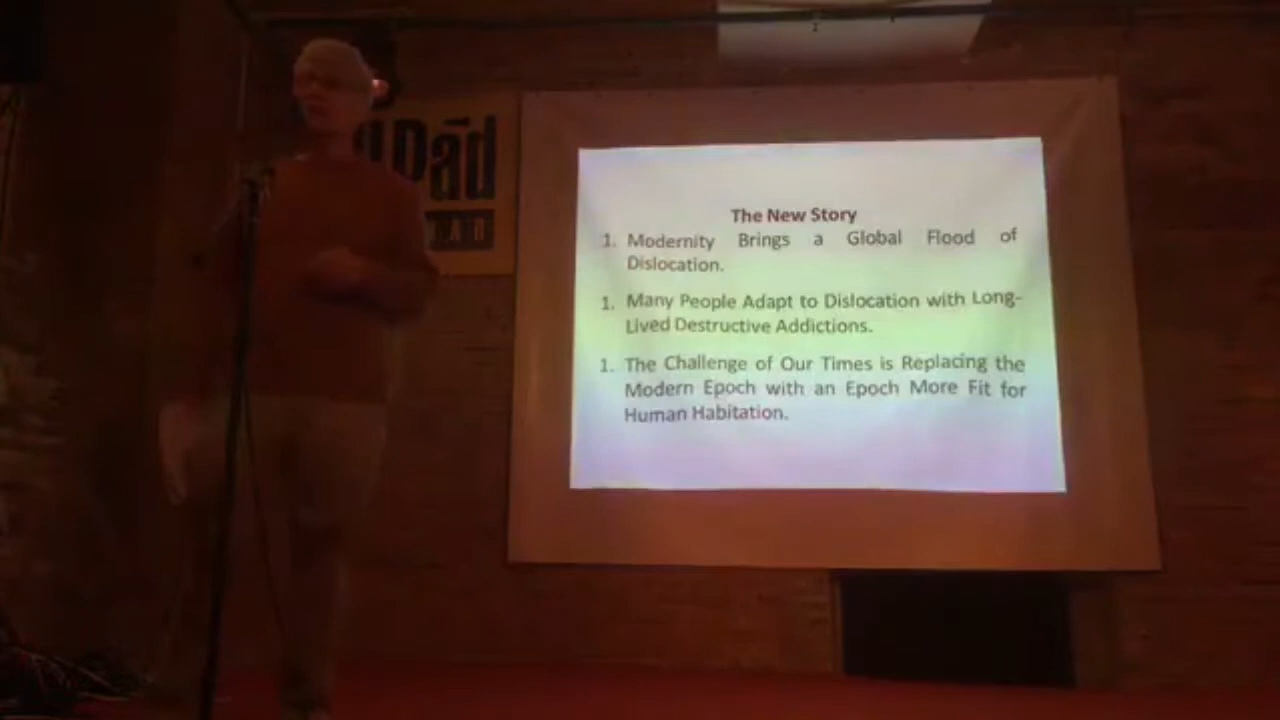 The New Story
1. Modernity Brings a Global Flood of
Dislocation.
1. Many People Adapt to Dislocation with Long-
Lived Destructive Addictions.
1. The Challenge of Our Times is Replacing the
Modern Epoch with an Epoch More Fit for
Human Habitation.